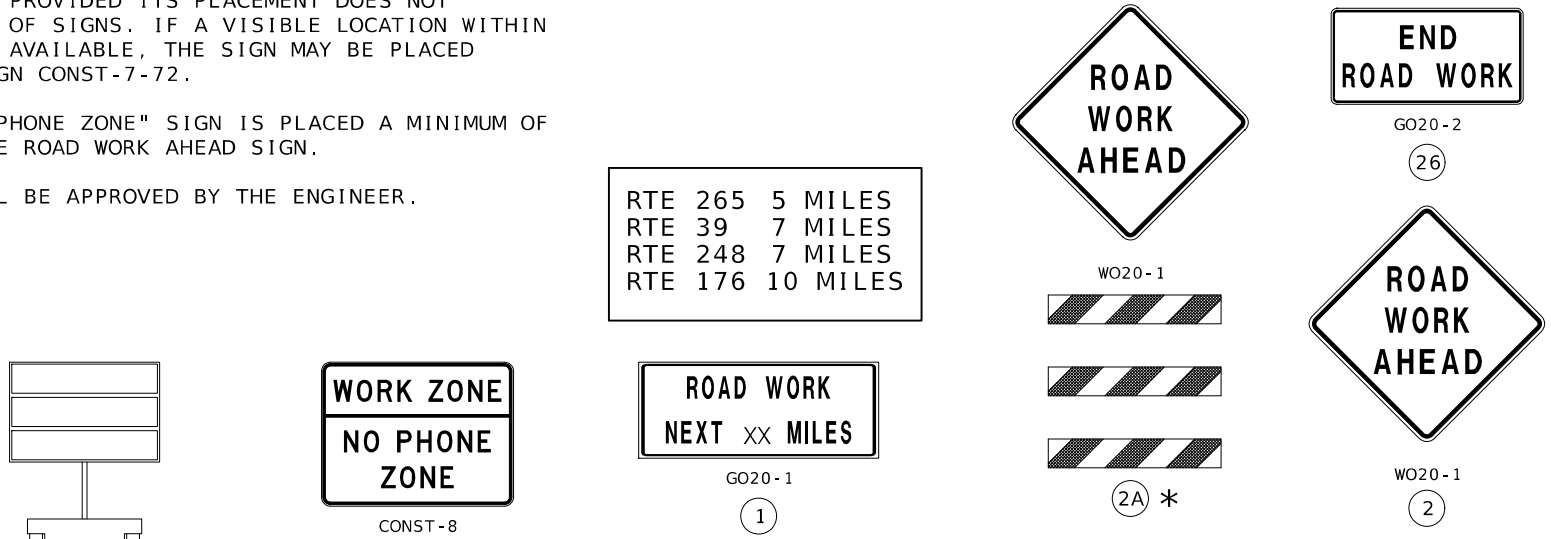 PROVIDED ITS PLACEMENT DOES NOT
OF SIGNS. IF A VISIBLE LOCATION WITHIN
AVAILABLE, THE SIGN MAY BE PLACED
GN CONST-7-72.
PHONE ZONE" SIGN IS PLACED A MINIMUM OF
E ROAD WORK AHEAD SIGN.
L BE APPROVED BY THE ENGINEER.
RTE 265 5 MILES
RTE 39 7 MILES
RTE 248 7 MILES
RTE 176 10 MILES
ROAD
WORK
AHEAD
WO20-1
2A *
END
ROAD WORK
GO20-2
26
ROAD
WORK
AHEAD
WO20-1
2
WORK ZONE
NO PHONE
ZONE
CONST-8
ROAD WORK
NEXT XX MILES
GO20-1
1